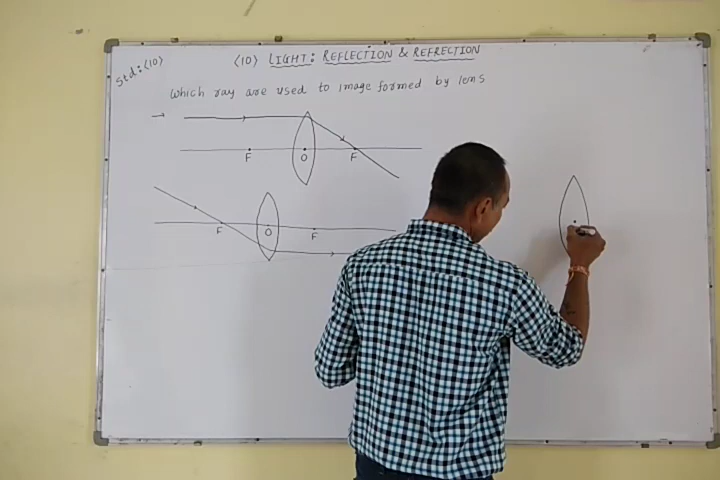 Std:(10)
(10) LIGHT: REFLECTION & REFRECTION
Which ray are used to image formed by lens
F O F
F O F